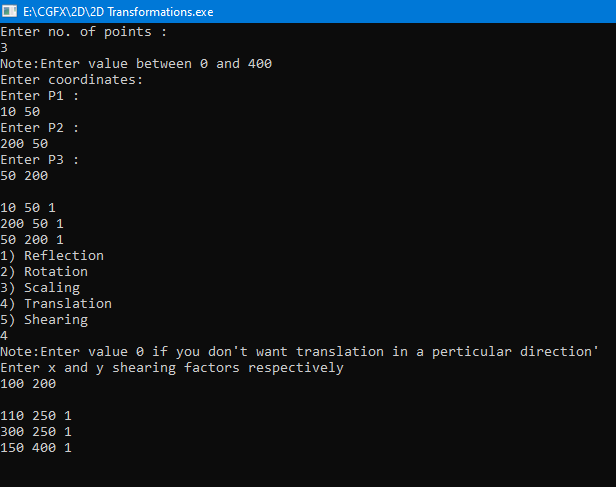 E:\CGFX\2D\2D Transformations.exe
Enter no. of points :
3
Note:Enter value between 0 and 400
Enter coordinates:
Enter P1 :
10 50
Enter P2 :
200 50
Enter P3 :
50 200
10 50 1
200 50 1
50 200 1
1) Reflection
2) Rotation
3) Scaling
4) Translation
5) Shearing
4
Note:Enter value 0 if you don't want translation in a perticular direction'
Enter x and y shearing factors respectively
100 200
110 250 1
300 250 1
150 400 1